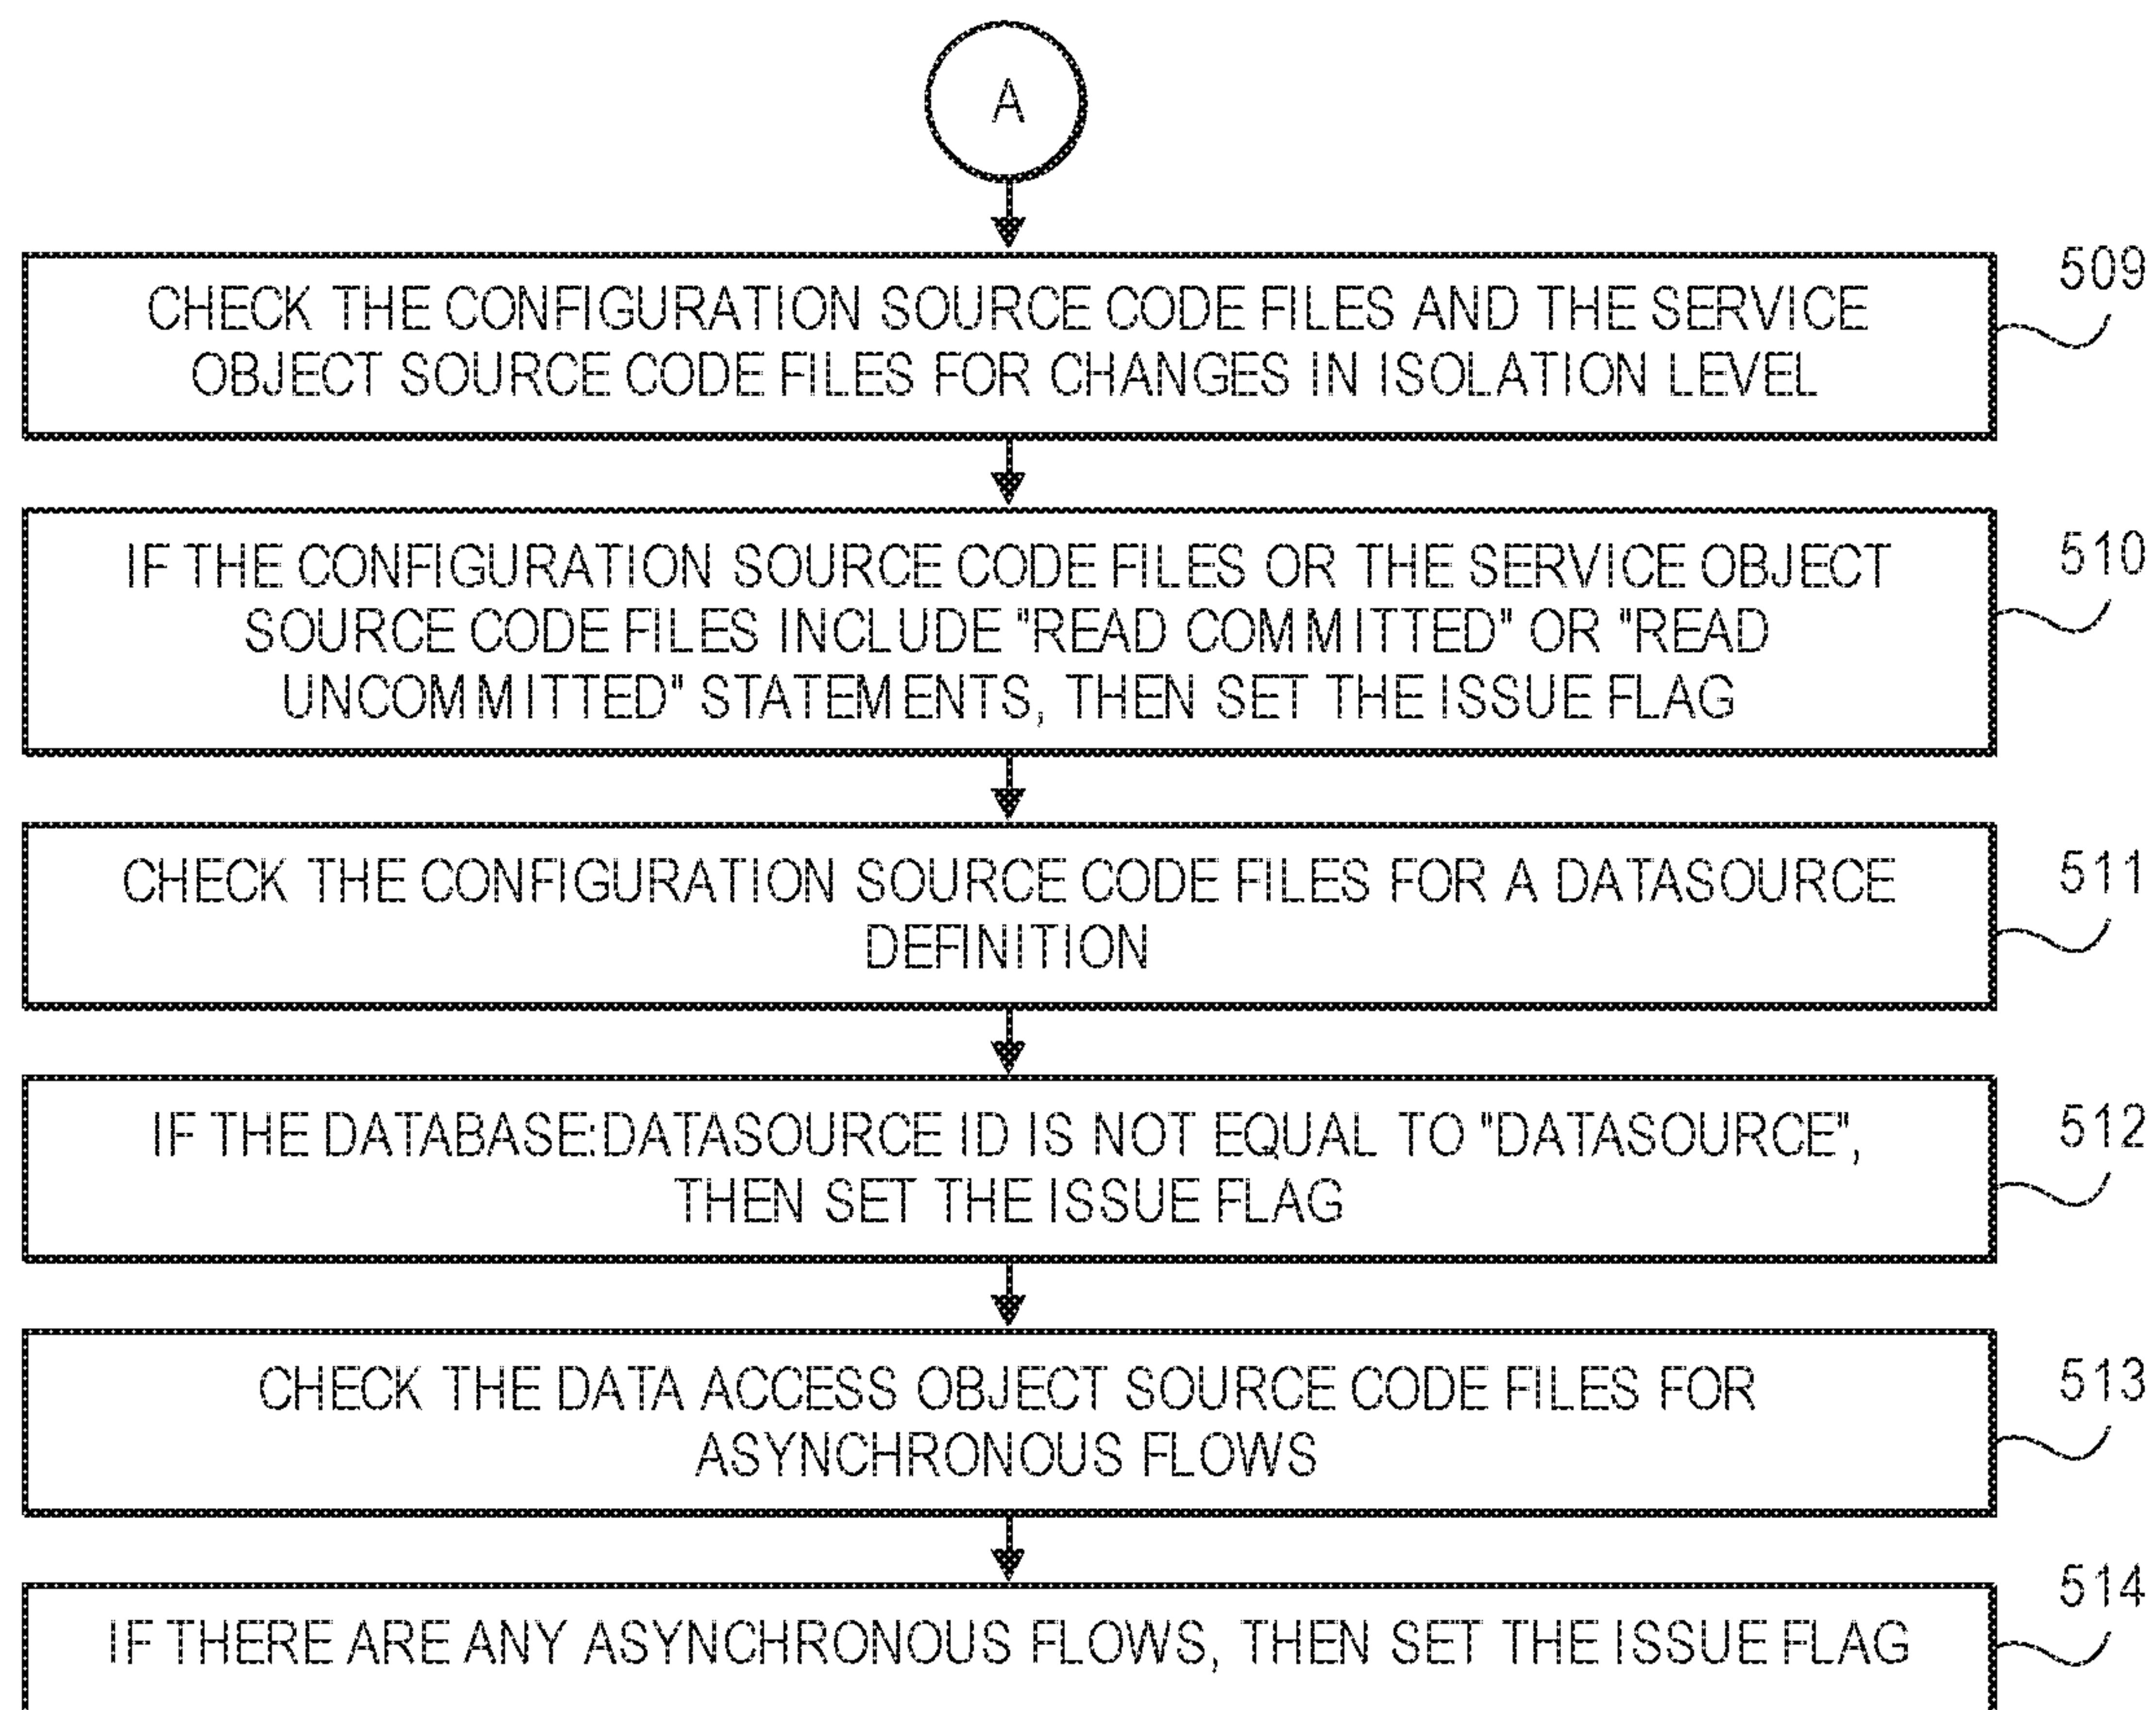 A
509
CHECK THE CONFIGURATION SOURCE CODE FILES AND THE SERVICE
OBJECT SOURCE CODE FILES FOR CHANGES IN ISOLATION LEVEL
510
IF THE CONFIGURATION SOURCE CODE FILES OR THE SERVICE OBJECT
SOURCE CODE FILES INCLUDE "READ COMMITTED" OR "READ
UNCOMMITTED" STATEMENTS, THEN SET THE ISSUE FLAG
511
CHECK THE CONFIGURATION SOURCE CODE FILES FOR A DATASOURCE
DEFINITION
512
IF THE DATABASE:DATASOURCE ID IS NOT EQUAL TO "DATASOURCE",
THEN SET THE ISSUE FLAG
513
CHECK THE DATA ACCESS OBJECT SOURCE CODE FILES FOR
ASYNCHRONOUS FLOWS
514
IF THERE ARE ANY ASYNCHRONOUS FLOWS, THEN SET THE ISSUE FLAG